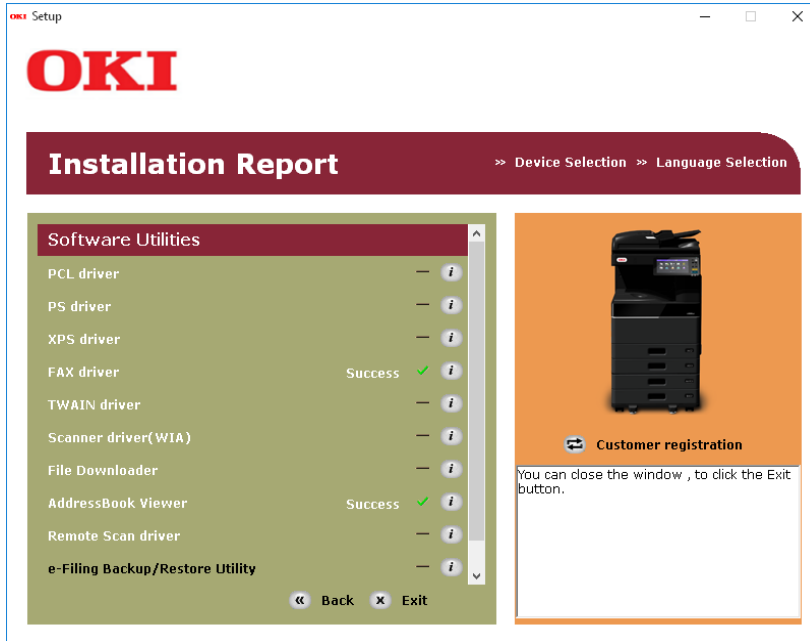 OKI Setup
OKI
Installation Report
» Device Selection » Language Selection
Software Utilities
PCL driver — i
PS driver — i
XPS driver — i
FAX driver Success ✓ i
TWAIN driver — i
Scanner driver(WIA) — i
File Downloader — i
AddressBook Viewer Success ✓ i
Remote Scan driver — i
e-Filing Backup/Restore Utility — i
« Back x Exit
Customer registration
You can close the window , to click the Exit
button.